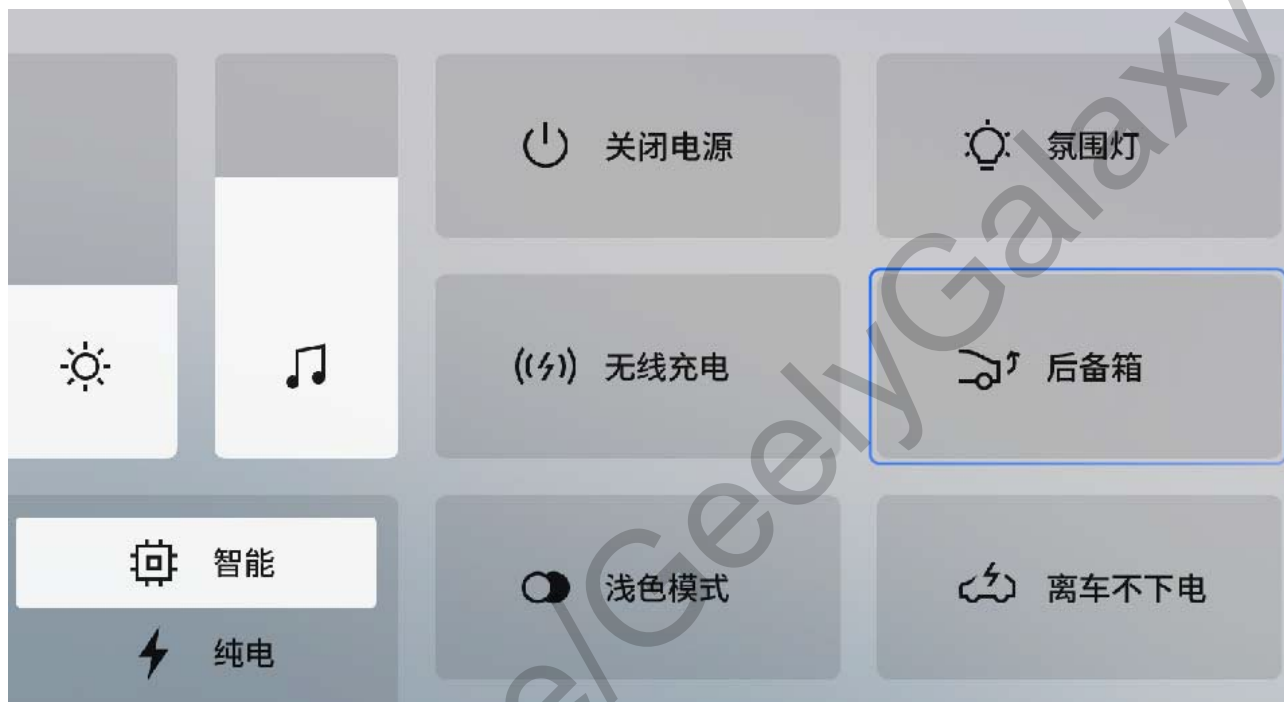 关闭电源
氛围灯
无线充电
后备箱
智能
纯电
浅色模式
离车不下电
e/GeelyGalaxy